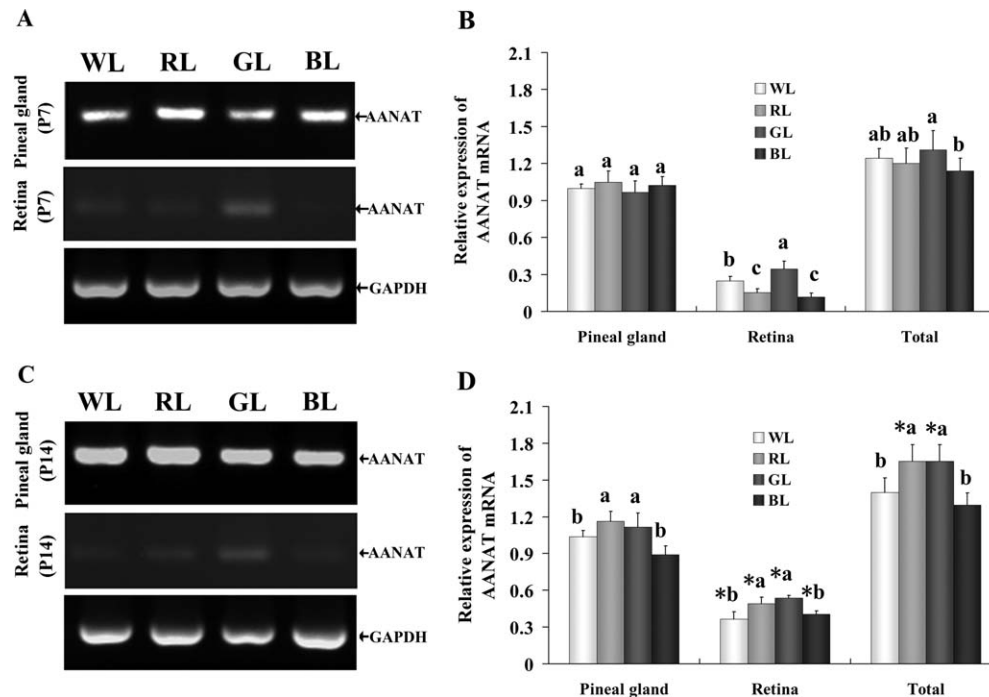 A
WL RL GL BL
Pineal gland
(P7)
←AANAT
Retina
(P7)
←AANAT
←GAPDH
B
Relative expression of
AANAT mRNA
2.1
1.8
1.5
1.2
0.9
0.6
0.3
0
WL
RL
GL
BL
a a a a
b c a c
ab ab a b
Pineal gland Retina Total
C
WL RL GL BL
Pineal gland
(P14)
←AANAT
Retina
(P14)
←AANAT
←GAPDH
D
Relative expression of
AANAT mRNA
2.1
1.8
1.5
1.2
0.9
0.6
0.3
0
WL
RL
GL
BL
b a a b
*b *a *a *b
b *a *a b
Pineal gland Retina Total